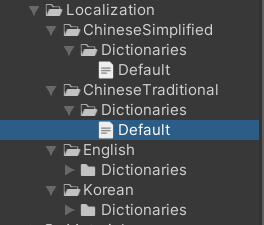 Localization
ChineseSimplified
Dictionaries
Default
ChineseTraditional
Dictionaries
Default
English
Dictionaries
Korean
Dictionaries